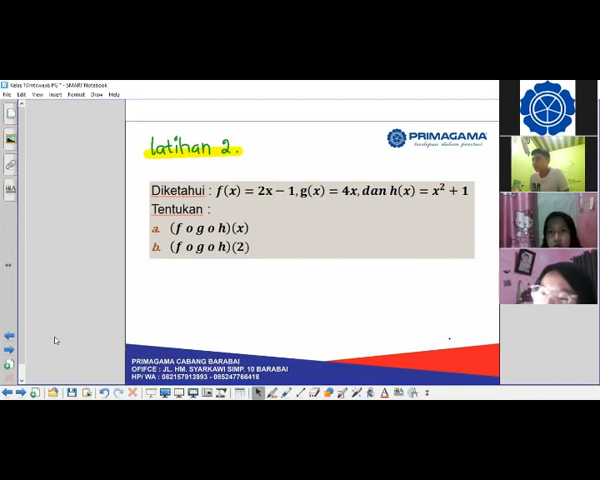 Kelas 10 mtkwajib PG * - SMART Notebook
File Edit View Insert Format Draw Help
latihan 2.
PRIMAGAMA
terdepan dalam prestasi
Diketahui : f(x) = 2x − 1, g(x) = 4x, dan h(x) = x² + 1
Tentukan :
a. (f o g o h)(x)
b. (f o g o h)(2)
PRIMAGAMA CABANG BARABAI
OFIFCE : JL. HM. SYARKAWI SIMP. 10 BARABAI
HP/ WA : 082157913993 - 085247766418